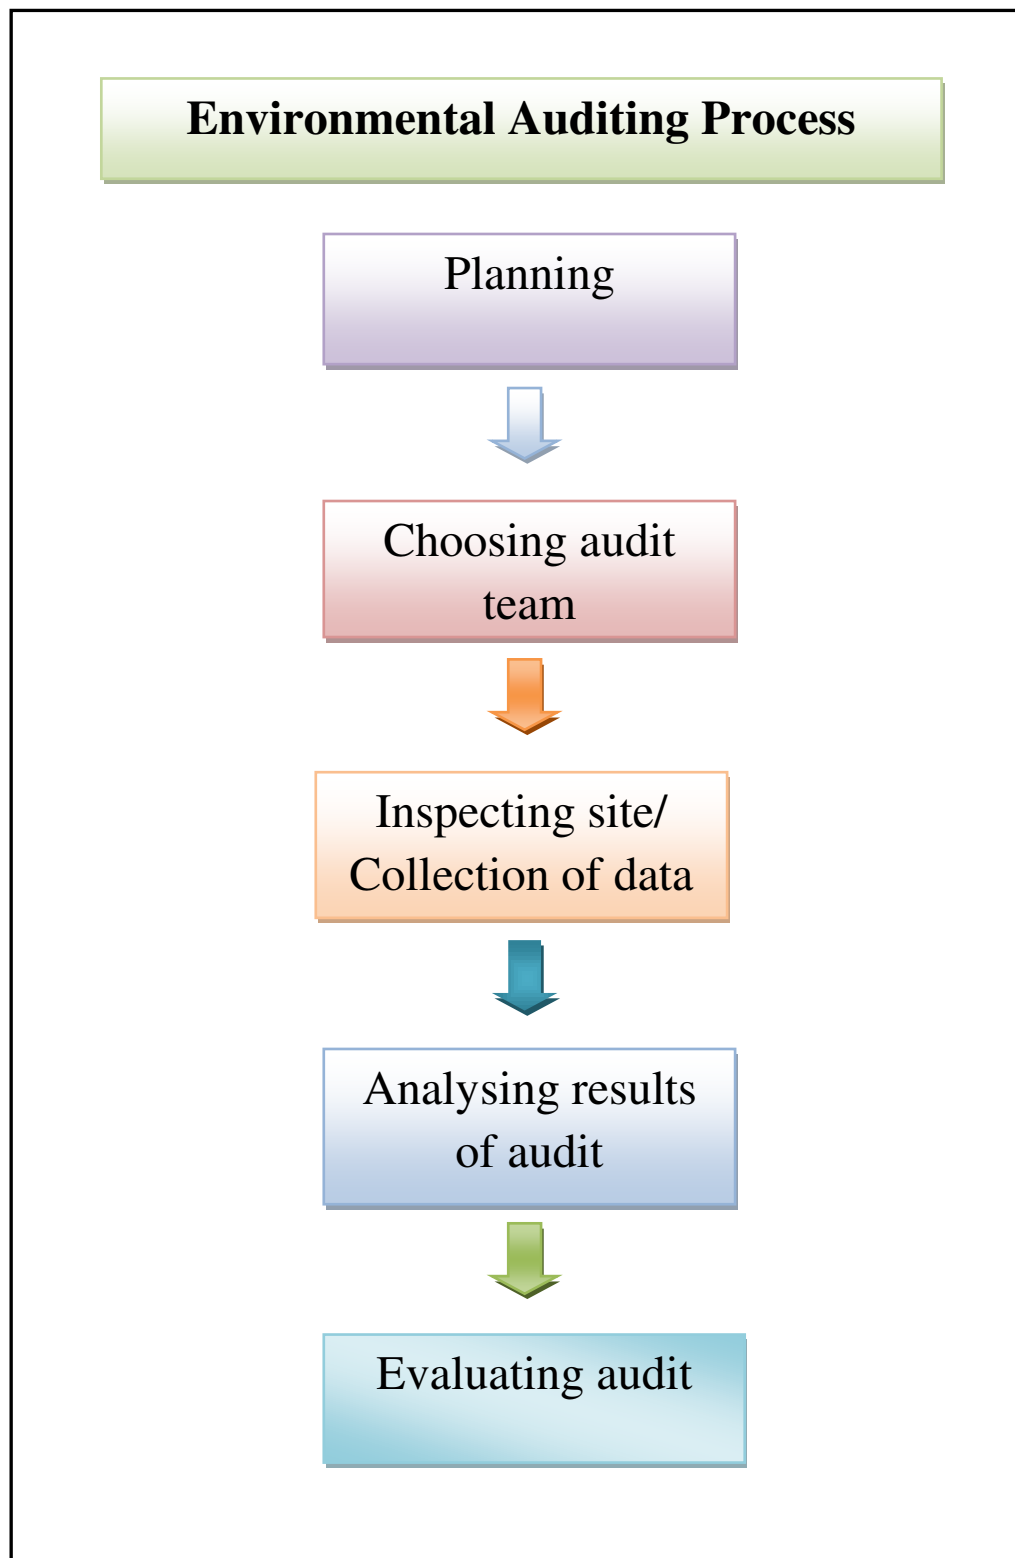 Environmental Auditing Process
Planning
Choosing audit
team
Inspecting site/
Collection of data
Analysing results
of audit
Evaluating audit